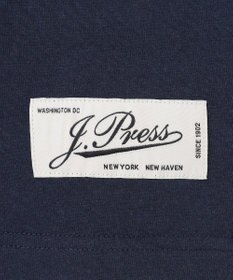 WASHINGTON DC
J. Press
SINCE 1902
NEW YORK NEW HAVEN